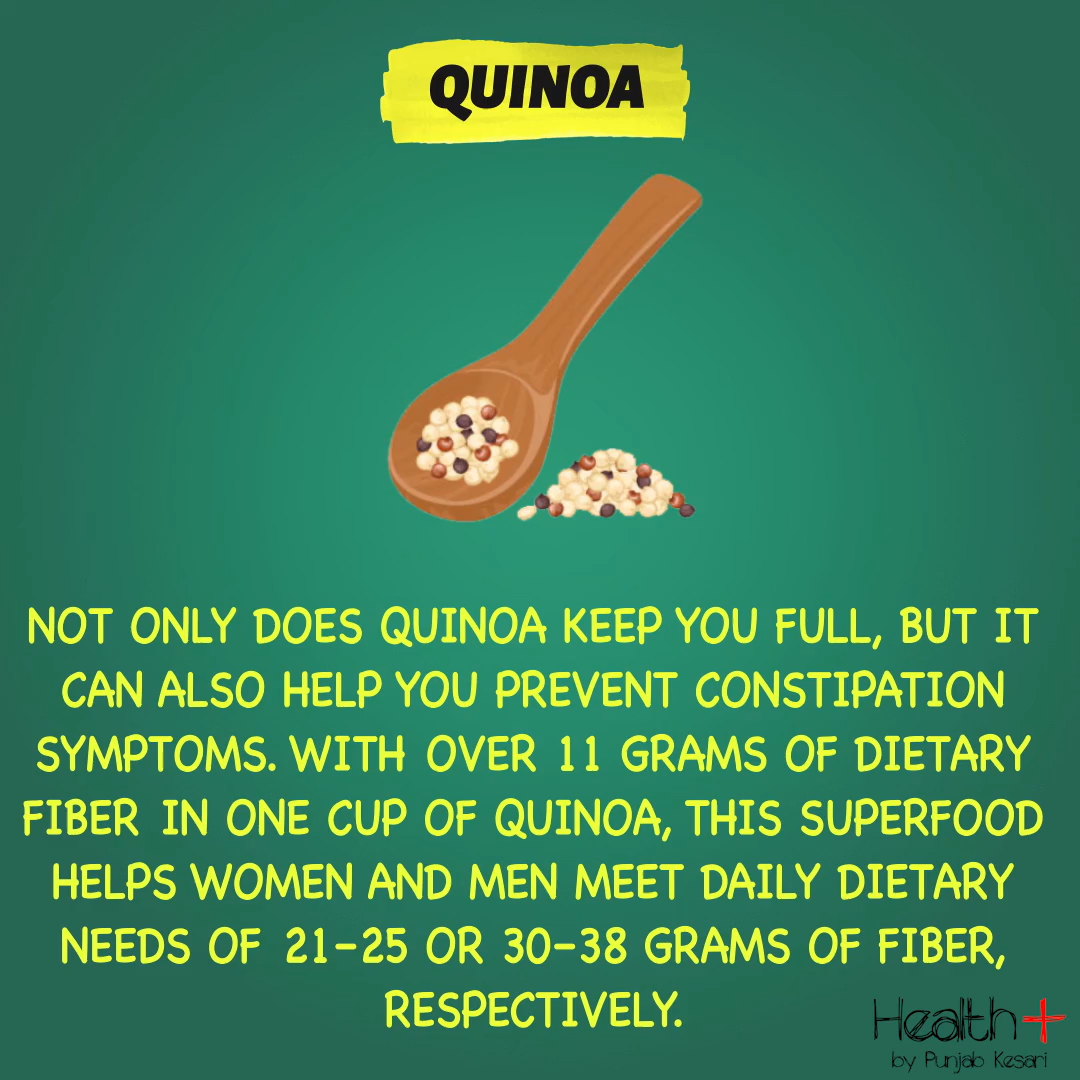 QUINOA
NOT ONLY DOES QUINOA KEEP YOU FULL, BUT IT
CAN ALSO HELP YOU PREVENT CONSTIPATION
SYMPTOMS. WITH OVER 11 GRAMS OF DIETARY
FIBER IN ONE CUP OF QUINOA, THIS SUPERFOOD
HELPS WOMEN AND MEN MEET DAILY DIETARY
NEEDS OF 21-25 OR 30-38 GRAMS OF FIBER,
RESPECTIVELY.
Health+
by Punjab Kesari